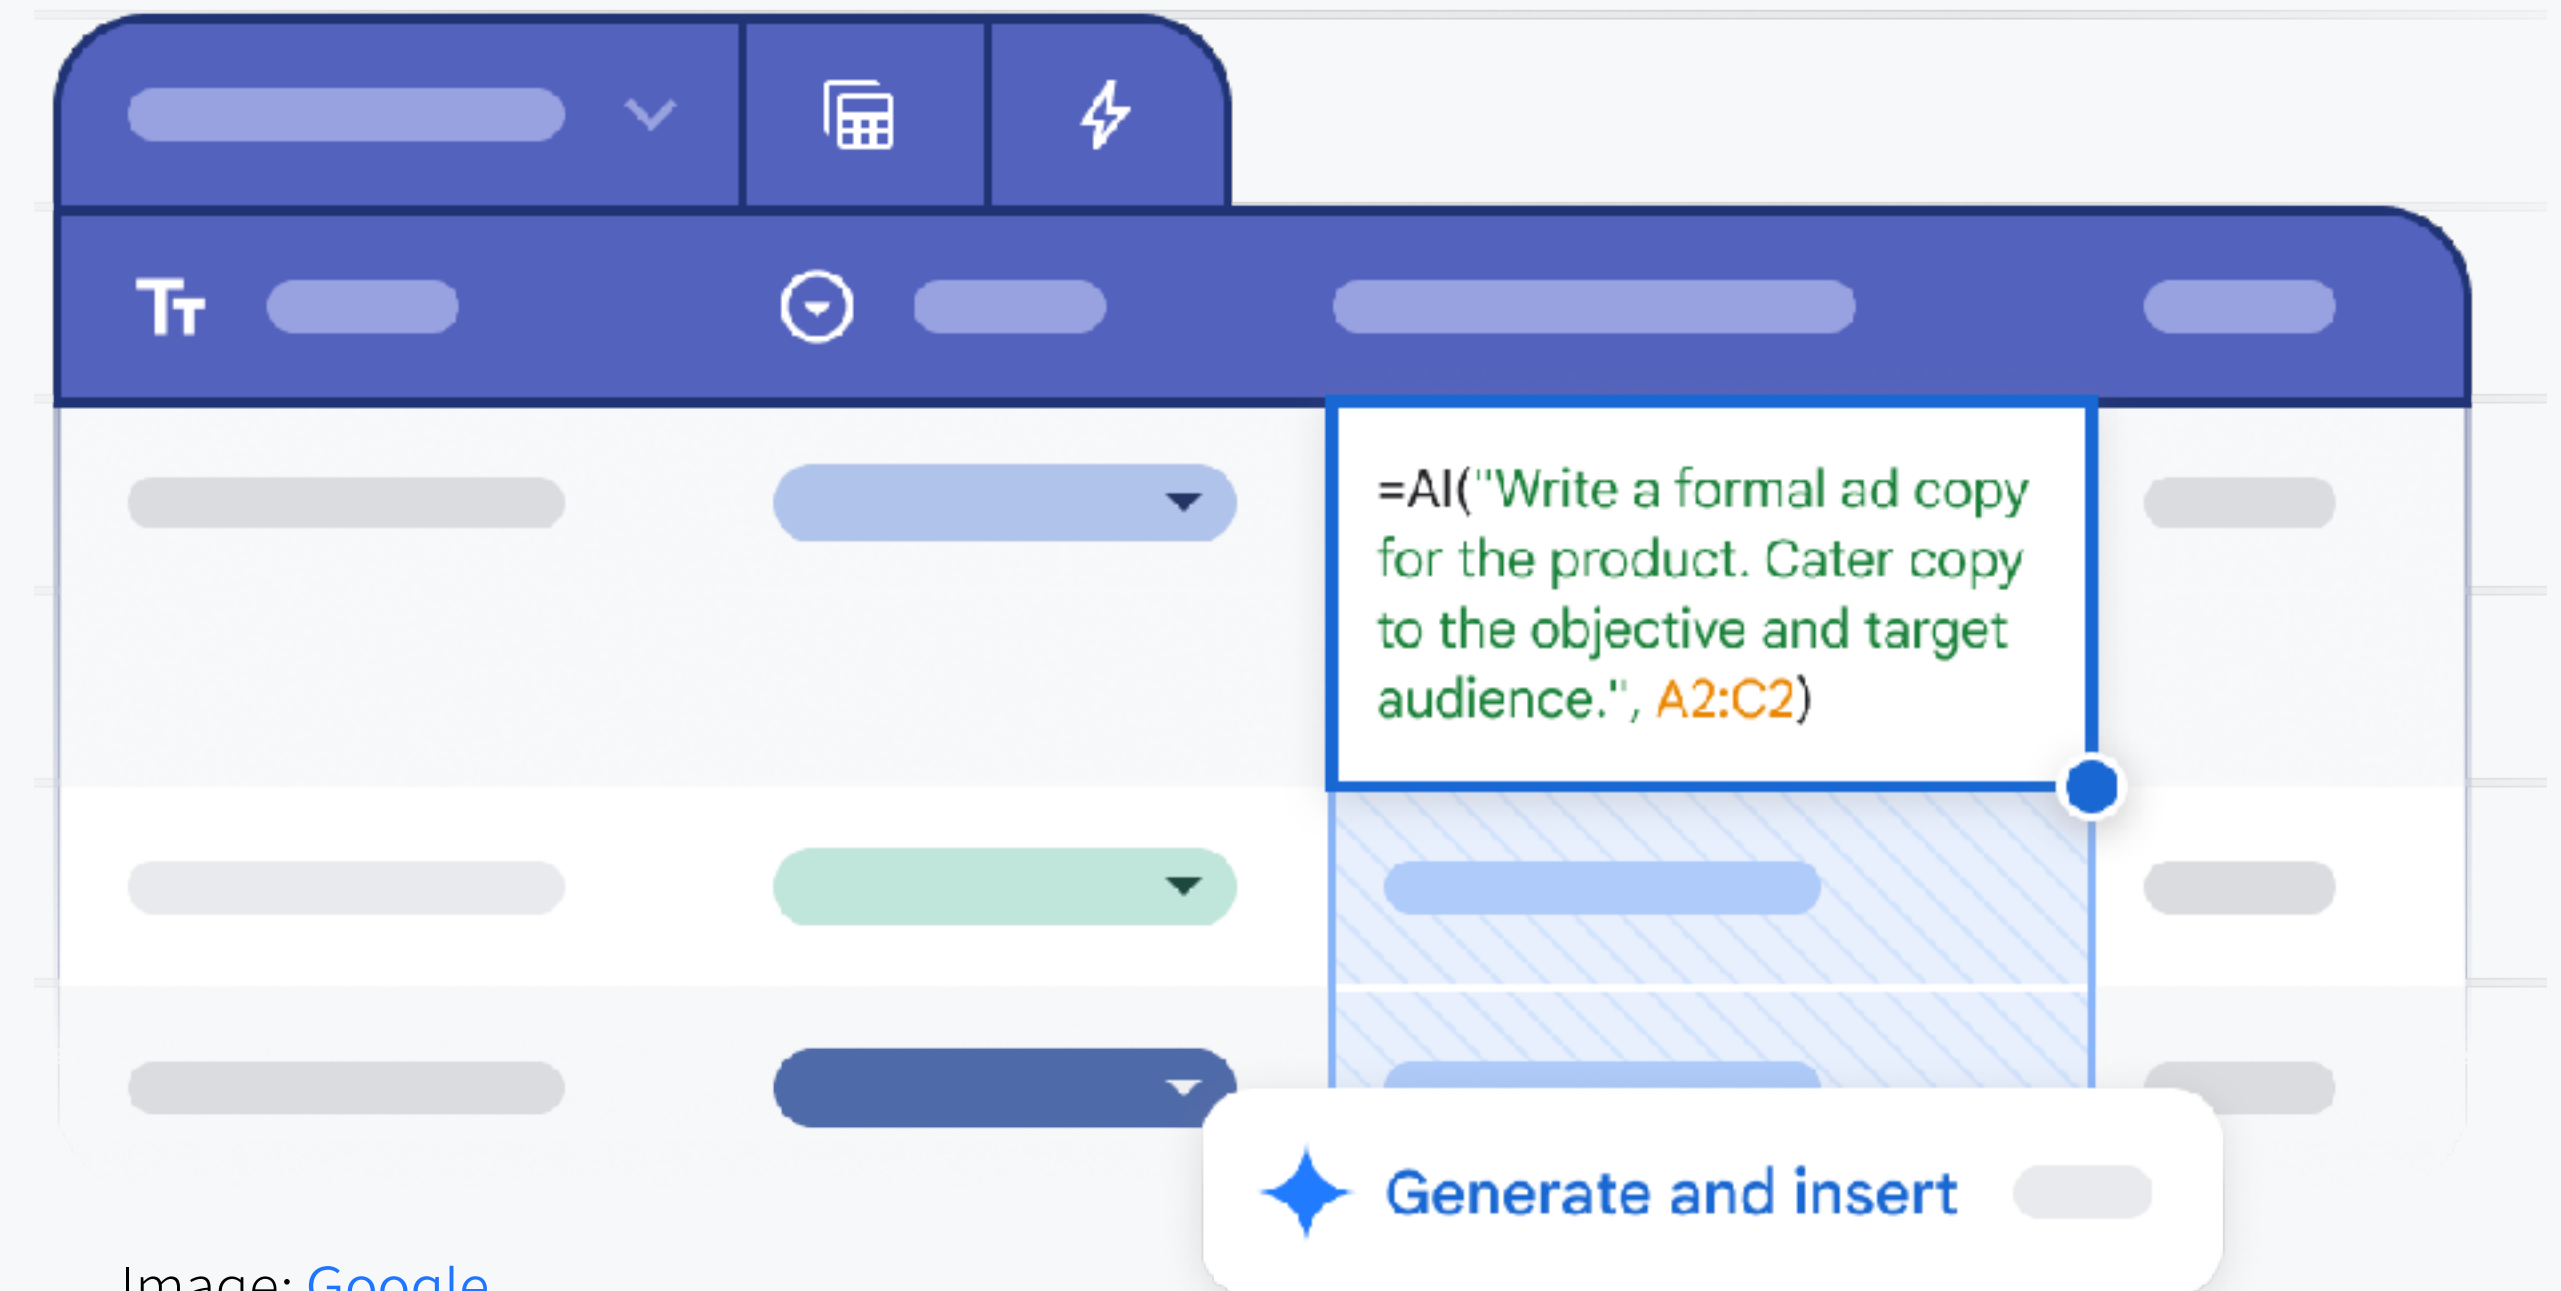 =AI("Write a formal ad copy
for the product. Cater copy
to the objective and target
audience.", A2:C2)
Generate and insert
Image: Google